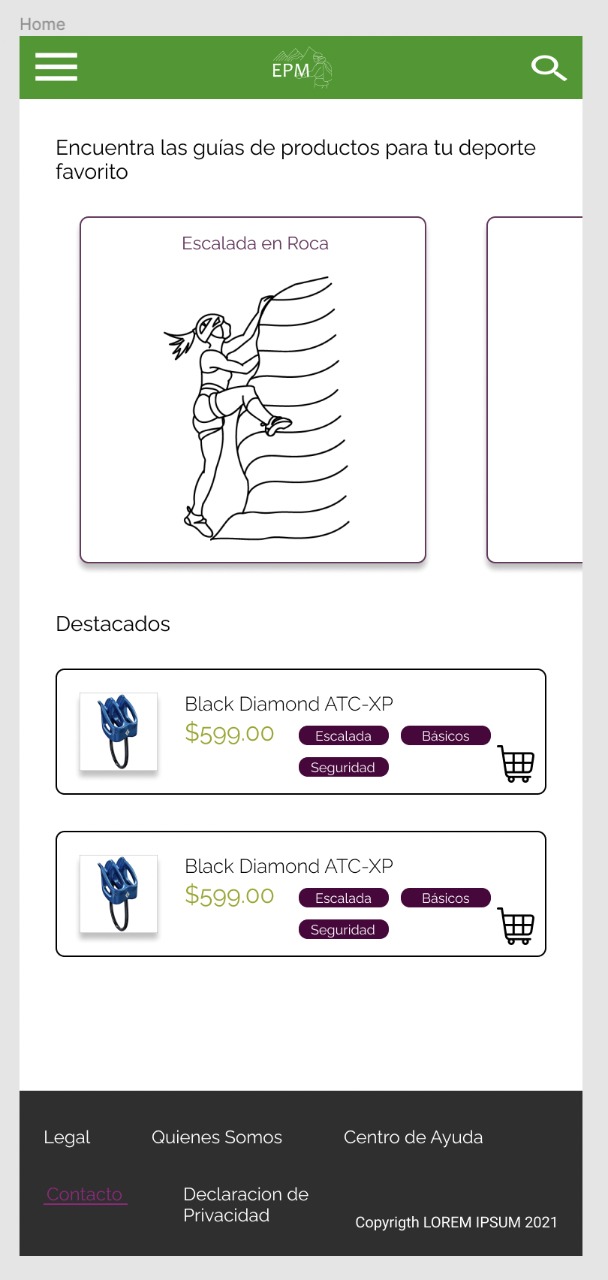 Home
EPM
Encuentra las guías de productos para tu deporte
favorito
Escalada en Roca
Destacados
Black Diamond ATC-XP
$599.00
Escalada
Básicos
Seguridad
Black Diamond ATC-XP
$599.00
Escalada
Básicos
Seguridad
Legal
Quienes Somos
Centro de Ayuda
Contacto
Declaracion de
Privacidad
Copyrigth LOREM IPSUM 2021